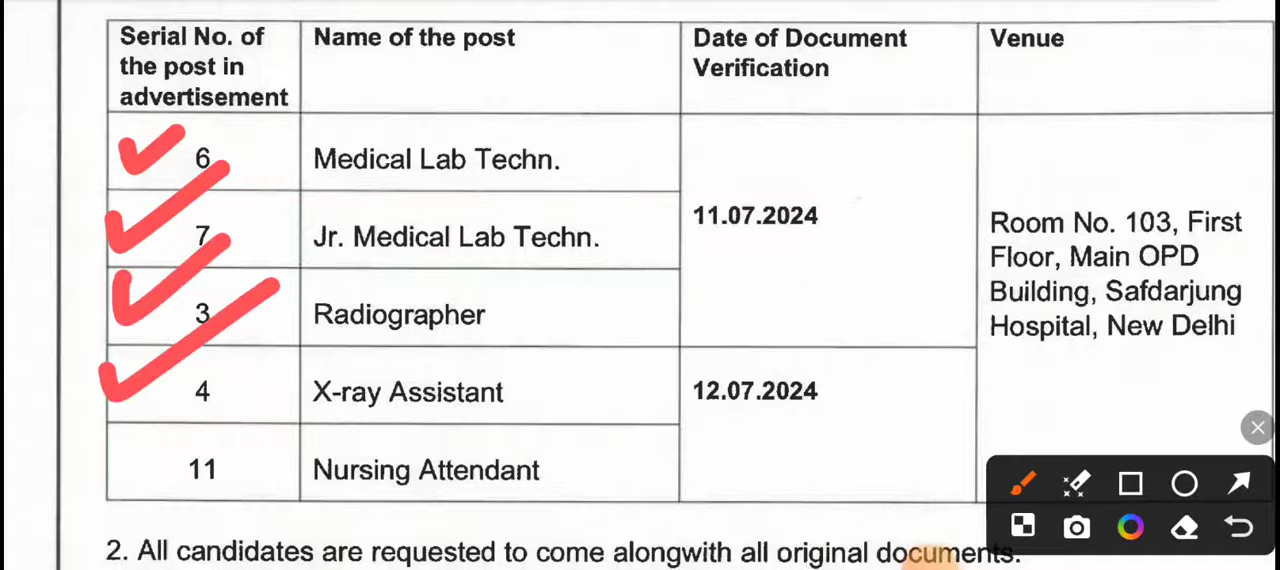 Serial No. of
the post in
advertisement
Name of the post
Date of Document
Verification
Venue
6
Medical Lab Techn.
7
Jr. Medical Lab Techn.
11.07.2024
3
Radiographer
Room No. 103, First
Floor, Main OPD
Building, Safdarjung
Hospital, New Delhi
4
X-ray Assistant
12.07.2024
11
Nursing Attendant
2. All candidates are requested to come alongwith all original documents.